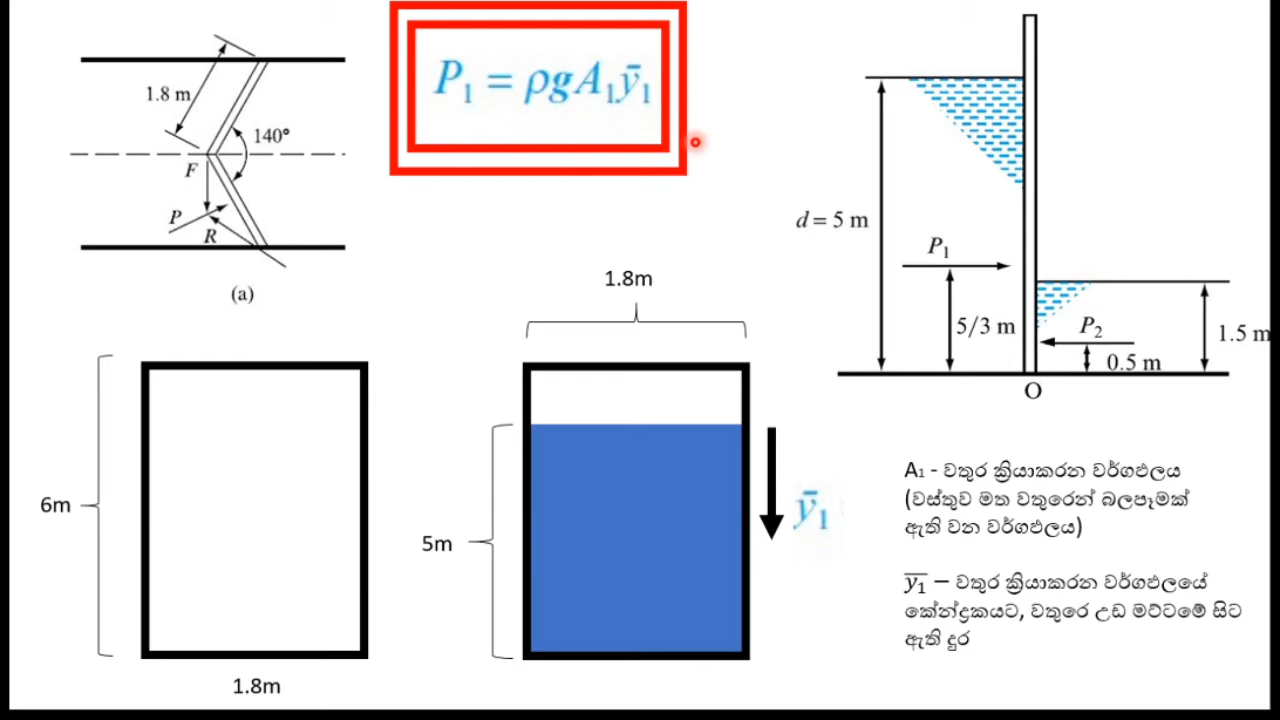 1.8 m
140°
F
P
R
(a)
P₁ = ρgA₁ȳ₁
d = 5 m
P₁
5/3 m
P₂
0.5 m
1.5 m
O
6m
1.8m
1.8m
5m
ȳ₁
A₁ - වතුර ක්‍රියාකරන වර්ගඵලය
(වස්තුව මත වතුරෙන් බලපෑමක්
ඇති වන වර්ගඵලය)
ȳ₁ – වතුර ක්‍රියාකරන වර්ගඵලයේ
කේන්ද්‍රකයට, වතුරෙ උඩ මට්ටමේ සිට
ඇති දුර